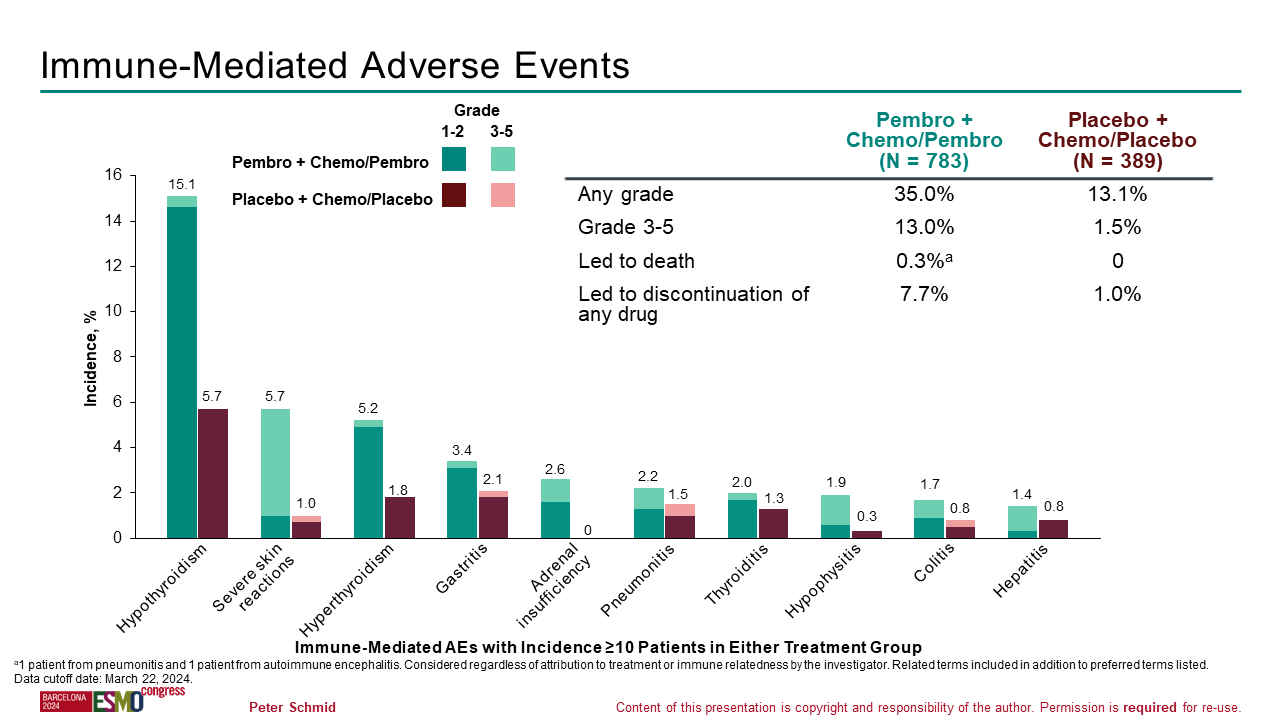 Immune-Mediated Adverse Events
Grade
1-2 3-5
Pembro + Chemo/Pembro
Placebo + Chemo/Placebo
Pembro +
Chemo/Pembro
(N = 783)
Placebo +
Chemo/Placebo
(N = 389)
Any grade 35.0% 13.1%
Grade 3-5 13.0% 1.5%
Led to death 0.3%ᵃ 0
Led to discontinuation of
any drug 7.7% 1.0%
Incidence, %
16
14
12
10
8
6
4
2
0
15.1 5.7
5.7 1.0
5.2 1.8
3.4 2.1
2.6 0
2.2 1.5
2.0 1.3
1.9 0.3
1.7 0.8
1.4 0.8
Hypothyroidism
Severe skin
reactions
Hyperthyroidism
Gastritis
Adrenal
insufficiency
Pneumonitis
Thyroiditis
Hypophysitis
Colitis
Hepatitis
Immune-Mediated AEs with Incidence ≥10 Patients in Either Treatment Group
ᵃ1 patient from pneumonitis and 1 patient from autoimmune encephalitis. Considered regardless of attribution to treatment or immune relatedness by the investigator. Related terms included in addition to preferred terms listed.
Data cutoff date: March 22, 2024.
BARCELONA
2024
ESMO congress
Peter Schmid
Content of this presentation is copyright and responsibility of the author. Permission is required for re-use.